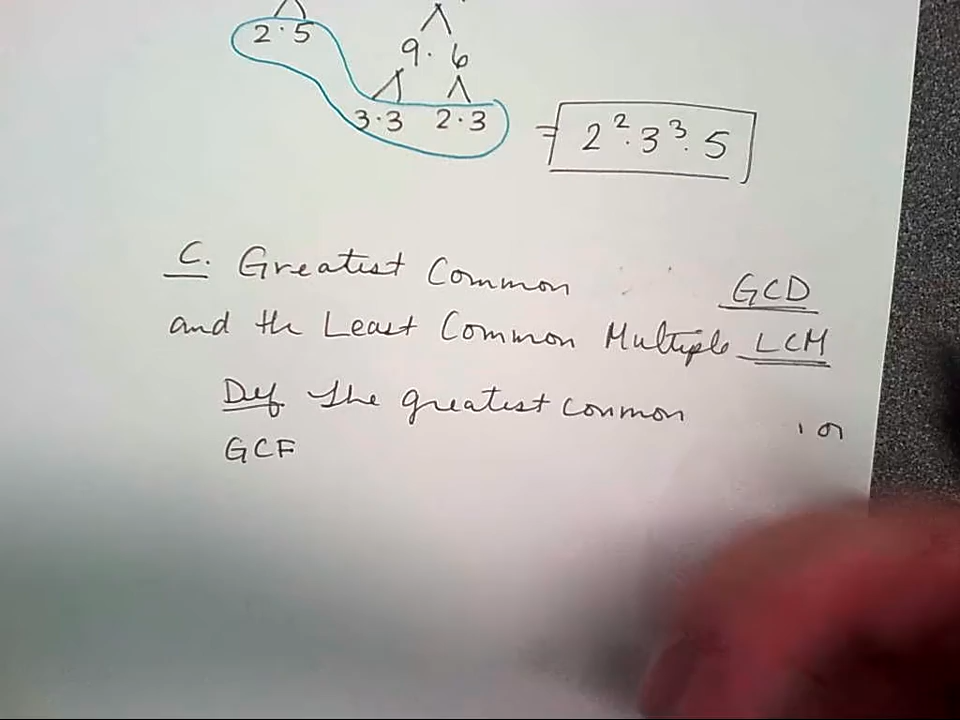 2 · 5
9 · 6
3 · 3 2 · 3
= 2² · 3³ · 5
C. Greatest Common GCD
and the Least Common Multiple LCM
Def The greatest common
, or
GCF